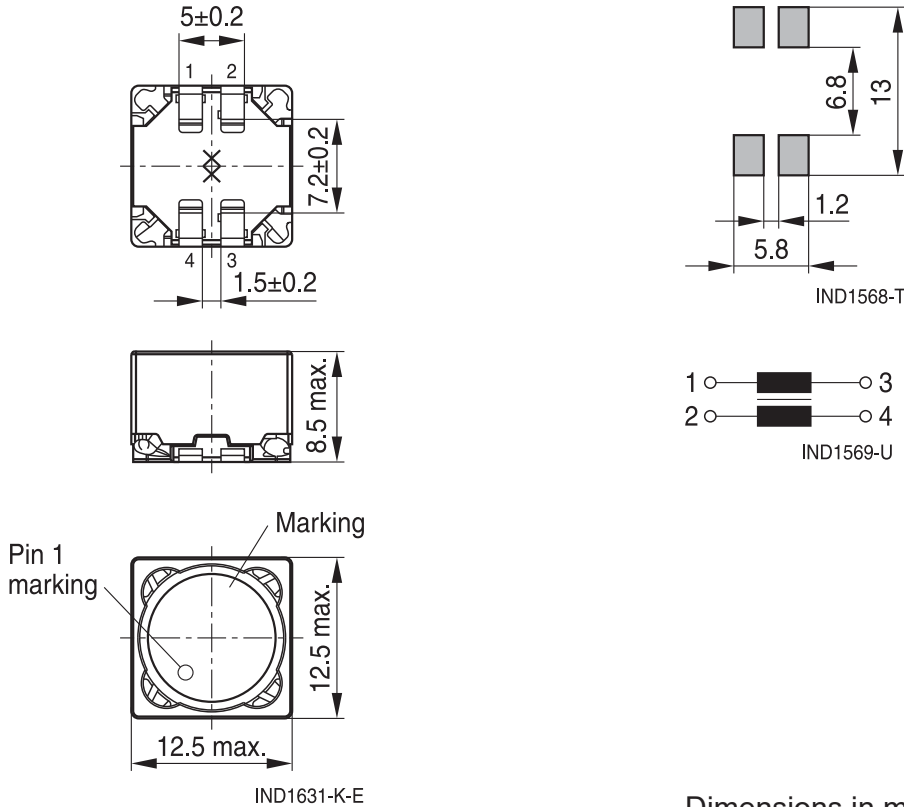 5±0.2
1 2
7.2±0.2
4 3
1.5±0.2
8.5 max.
Marking
Pin 1
marking
12.5 max.
12.5 max.
IND1631-K-E
6.8
13
1.2
5.8
IND1568-T
1 3
2 4
IND1569-U
Dimensions in m